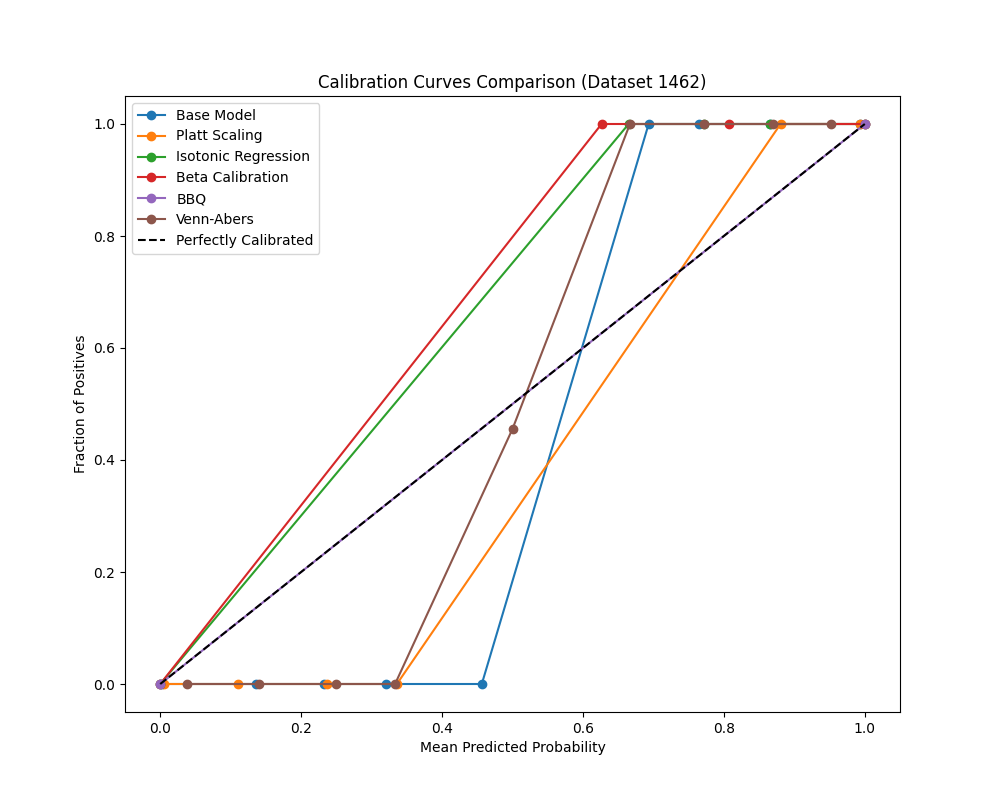 Calibration Curves Comparison (Dataset 1462)
Base Model
Platt Scaling
Isotonic Regression
Beta Calibration
BBQ
Venn-Abers
Perfectly Calibrated
Fraction of Positives
1.0
0.8
0.6
0.4
0.2
0.0
0.0 0.2 0.4 0.6 0.8 1.0
Mean Predicted Probability